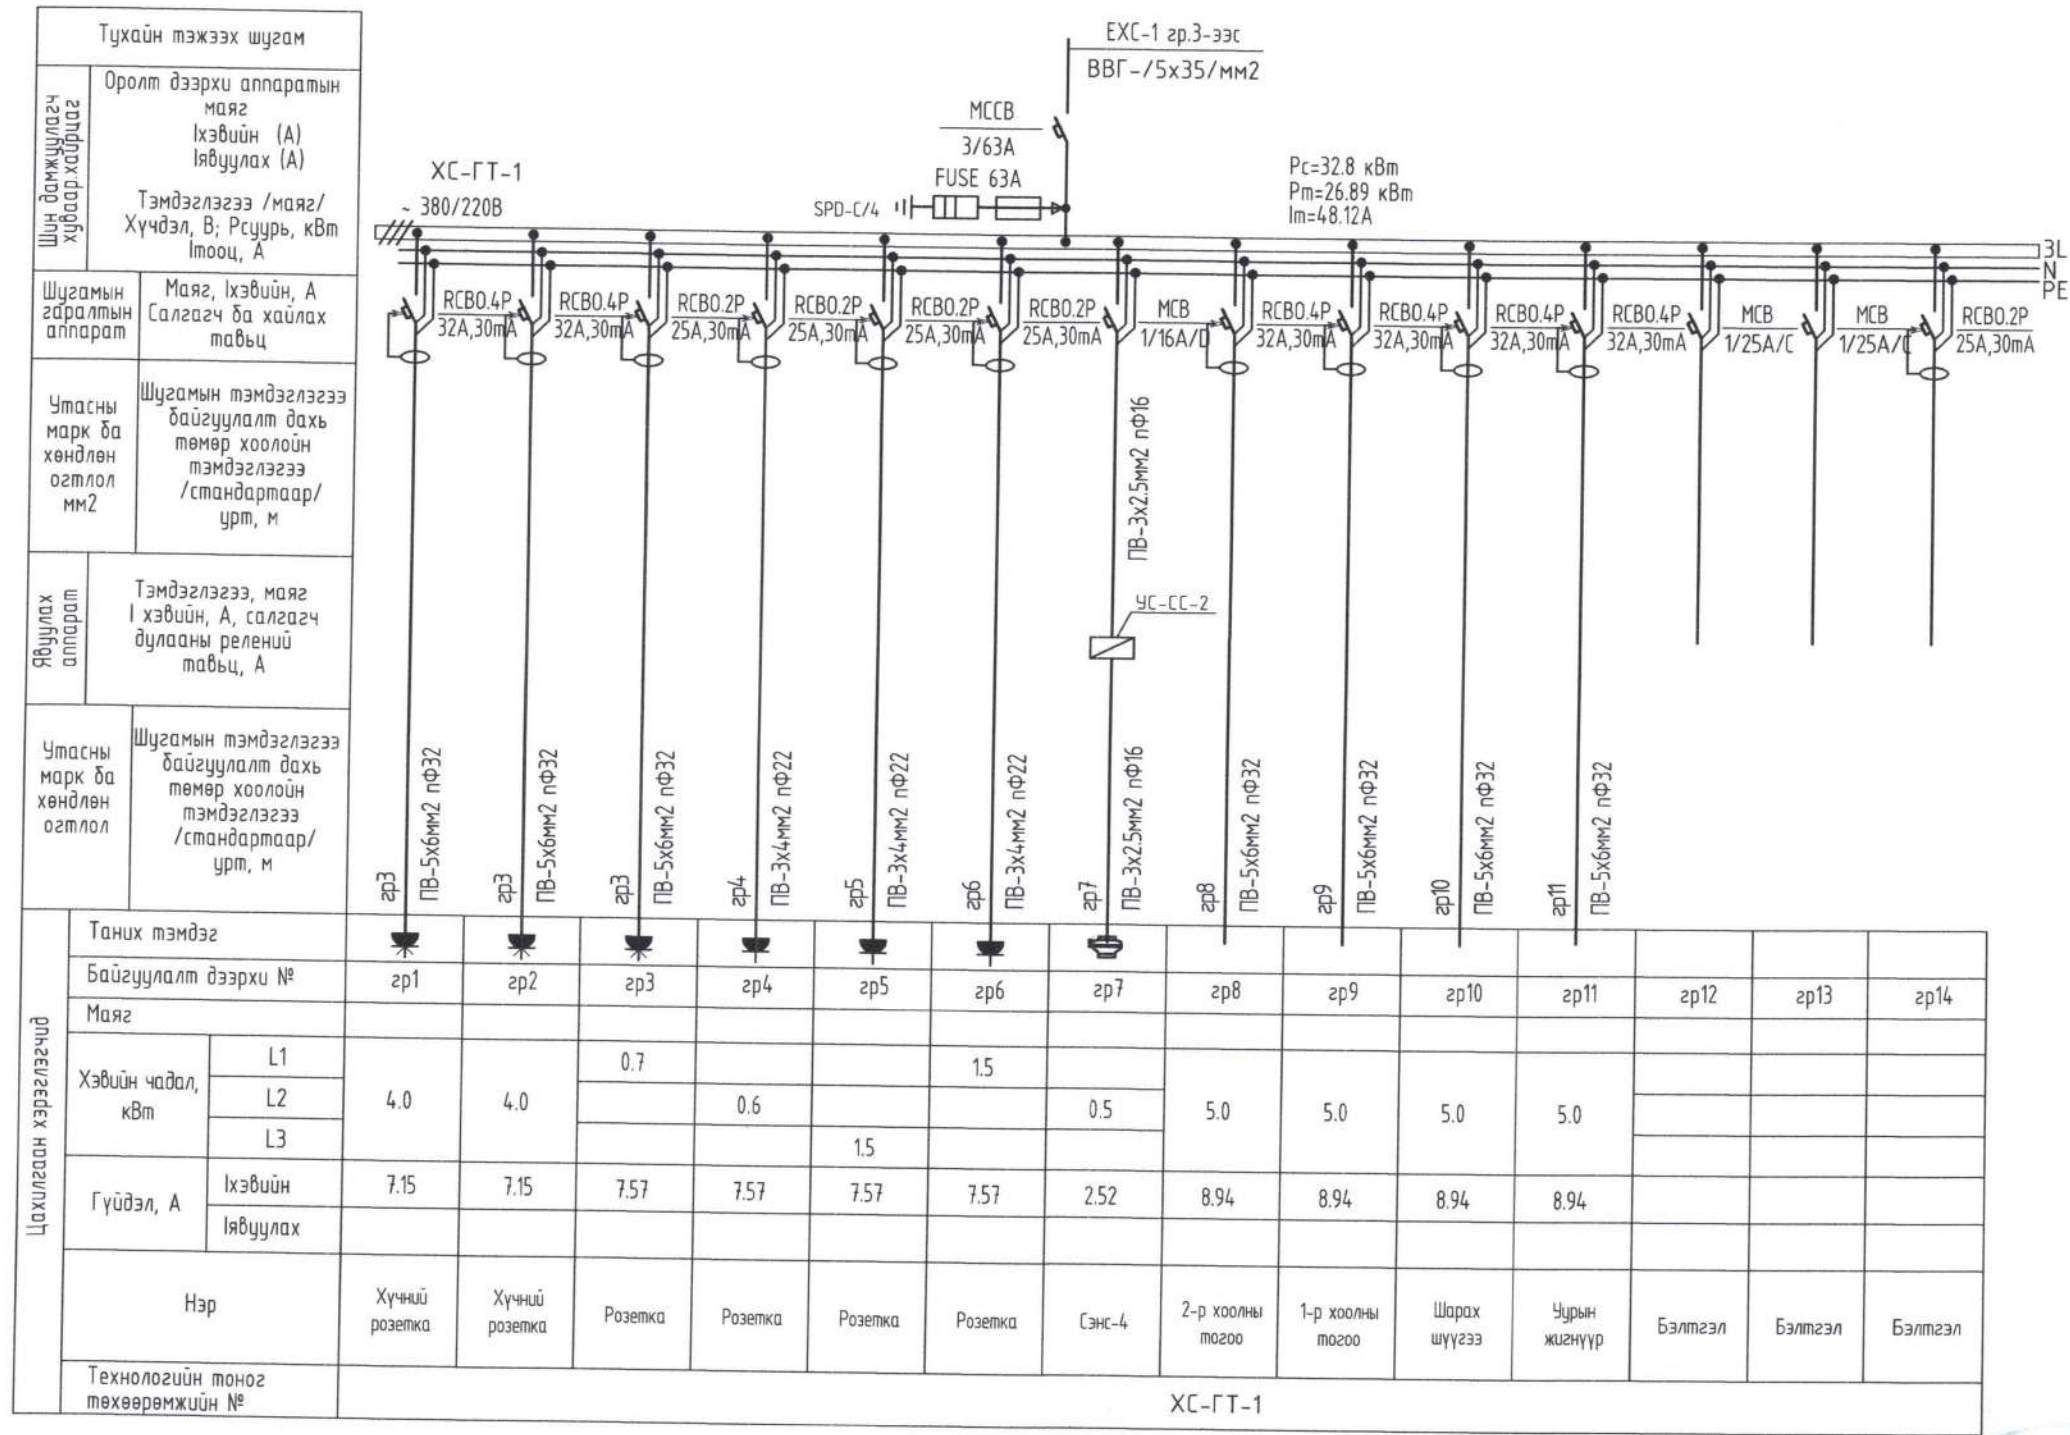 Тухайн тэжээх шугам
Шин дамжуулагч
хуваар.хайрцаг
Оролт дээрхи аппаратын
маяг
Iхэвийн (А)
Iявуулах (А)
Тэмдэглэгээ /маяг/
Хүчдэл, В; Рсуурь, кВт
Iтооц, А
Шугамын
гаралтын
аппарат
Маяг, Iхэвийн, А
Салгагч ба хайлах
тавьц
Утасны
марк ба
хөндлөн
огтлол
мм2
Шугамын тэмдэглэгээ
байгуулалт дахь
төмөр хоолойн
тэмдэглэгээ
/стандартаар/
урт, м
Явуулах
аппарат
Тэмдэглэгээ, маяг
I хэвийн, А, салгагч
дулааны релений
тавьц, А
Утасны
марк ба
хөндлөн
огтлол
Шугамын тэмдэглэгээ
байгуулалт дахь
төмөр хоолойн
тэмдэглэгээ
/стандартаар/
урт, м
ЕХС-1 гр.3-ээс
ВВГ-/5х35/мм2
MCCB
3/63A
FUSE 63A
SPD-C/4
ХС-ГТ-1
~ 380/220В
Рс=32.8 кВт
Рт=26.89 кВт
Iт=48.12А
3L
N
PE
RCBO.4P
32A,30mA
RCBO.4P
32A,30mA
RCBO.4P
32A,30mA
RCBO.2P
25A,30mA
RCBO.2P
25A,30mA
RCBO.2P
25A,30mA
MCB
1/16A/D
RCBO.4P
32A,30mA
RCBO.4P
32A,30mA
RCBO.4P
32A,30mA
RCBO.4P
32A,30mA
MCB
1/25A/C
MCB
1/25A/C
RCBO.2P
25A,30mA
ПВ-3х2.5мм2 пФ16
УС-СС-2
гр3
ПВ-5х6мм2 пФ32
гр3
ПВ-5х6мм2 пФ32
гр3
ПВ-5х6мм2 пФ32
гр4
ПВ-3х4мм2 пФ22
гр5
ПВ-3х4мм2 пФ22
гр6
ПВ-3х4мм2 пФ22
гр7
ПВ-3х2.5мм2 пФ16
гр8
ПВ-5х6мм2 пФ32
гр9
ПВ-5х6мм2 пФ32
гр10
ПВ-5х6мм2 пФ32
гр11
ПВ-5х6мм2 пФ32
Цахилгаан хэрэглэгчид
Таних тэмдэг
Байгуулалт дээрхи № гр1 гр2 гр3 гр4 гр5 гр6 гр7 гр8 гр9 гр10 гр11 гр12 гр13 гр14
Маяг
Хэвийн чадал,
кВт
L1 0.7 1.5
L2 4.0 4.0 0.6 0.5 5.0 5.0 5.0 5.0
L3 1.5
Гүйдэл, А
Iхэвийн 7.15 7.15 7.57 7.57 7.57 7.57 2.52 8.94 8.94 8.94 8.94
Iявуулах
Нэр
Хүчний
розетка
Хүчний
розетка
Розетка
Розетка
Розетка
Розетка
Сэнс-4
2-р хоолны
тогоо
1-р хоолны
тогоо
Шарах
шүүгээ
Уурын
жигнүүр
Бэлтгэл
Бэлтгэл
Бэлтгэл
Технологийн тоног
төхөөрөмжийн №
ХС-ГТ-1